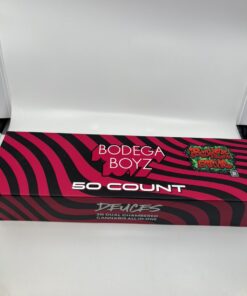 BODEGA
BOYZ
50 COUNT
DEUCES
2G DUAL CHAMBERED
CANNABIS ALL IN ONE